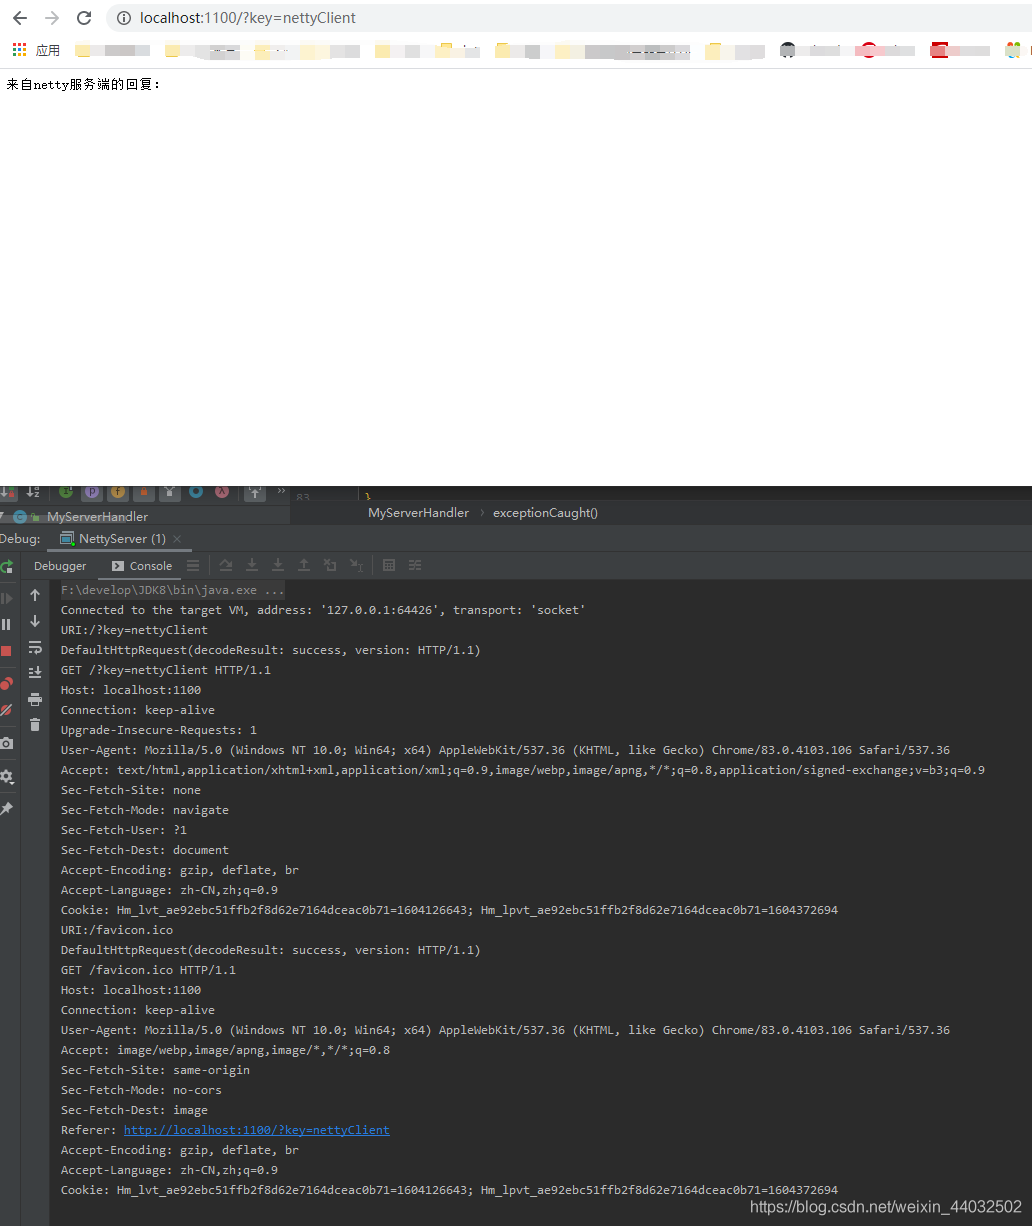 localhost:1100/?key=nettyClient
应用
来自netty服务端的回复:
83 }
MyServerHandler
MyServerHandler › exceptionCaught()
Debug: NettyServer (1)
Debugger Console
F:\develop\JDK8\bin\java.exe ...
Connected to the target VM, address: '127.0.0.1:64426', transport: 'socket'
URI:/?key=nettyClient
DefaultHttpRequest(decodeResult: success, version: HTTP/1.1)
GET /?key=nettyClient HTTP/1.1
Host: localhost:1100
Connection: keep-alive
Upgrade-Insecure-Requests: 1
User-Agent: Mozilla/5.0 (Windows NT 10.0; Win64; x64) AppleWebKit/537.36 (KHTML, like Gecko) Chrome/83.0.4103.106 Safari/537.36
Accept: text/html,application/xhtml+xml,application/xml;q=0.9,image/webp,image/apng,*/*;q=0.8,application/signed-exchange;v=b3;q=0.9
Sec-Fetch-Site: none
Sec-Fetch-Mode: navigate
Sec-Fetch-User: ?1
Sec-Fetch-Dest: document
Accept-Encoding: gzip, deflate, br
Accept-Language: zh-CN,zh;q=0.9
Cookie: Hm_lvt_ae92ebc51ffb2f8d62e7164dceac0b71=1604126643; Hm_lpvt_ae92ebc51ffb2f8d62e7164dceac0b71=1604372694
URI:/favicon.ico
DefaultHttpRequest(decodeResult: success, version: HTTP/1.1)
GET /favicon.ico HTTP/1.1
Host: localhost:1100
Connection: keep-alive
User-Agent: Mozilla/5.0 (Windows NT 10.0; Win64; x64) AppleWebKit/537.36 (KHTML, like Gecko) Chrome/83.0.4103.106 Safari/537.36
Accept: image/webp,image/apng,image/*,*/*;q=0.8
Sec-Fetch-Site: same-origin
Sec-Fetch-Mode: no-cors
Sec-Fetch-Dest: image
Referer: http://localhost:1100/?key=nettyClient
Accept-Encoding: gzip, deflate, br
Accept-Language: zh-CN,zh;q=0.9
Cookie: Hm_lvt_ae92ebc51ffb2f8d62e7164dceac0b71=1604126643; Hm_lpvt_ae92ebc51ffb2f8d62e7164dceac0b71=1604372694
https://blog.csdn.net/weixin_44032502